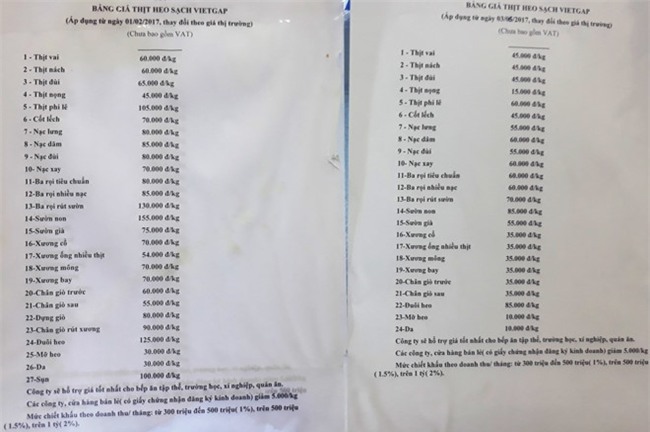 BẢNG GIÁ THỊT HEO SẠCH VIETGAP
(Áp dụng từ ngày 01/02/2017, thay đổi theo giá thị trường)
(Chưa bao gồm VAT)
1 - Thịt vai 60.000 đ/kg
2 - Thịt nách 60.000 đ/kg
3 - Thịt đùi 65.000 đ/kg
4 - Thịt nọng 45.000 đ/kg
5 - Thịt phi lê 105.000 đ/kg
6 - Cốt lếch 70.000 đ/kg
7 - Nạc lưng 80.000 đ/kg
8 - Nạc dăm 85.000 đ/kg
9 - Nạc đùi 80.000 đ/kg
10- Nạc xay 70.000 đ/kg
11-Ba rọi tiêu chuẩn 80.000 đ/kg
12-Ba rọi nhiều nạc 85.000 đ/kg
13-Ba rọi rút sườn 130.000 đ/kg
14-Sườn non 155.000 đ/kg
15-Sườn già 75.000 đ/kg
16-Xương cổ 70.000 đ/kg
17-Xương ống nhiều thịt 54.000 đ/kg
18-Xương mông 70.000 đ/kg
19-Xương bay 70.000 đ/kg
20-Chân giò trước 60.000 đ/kg
21-Chân giò sau 55.000 đ/kg
22-Dựng giò 80.000 đ/kg
23-Chân giò rút xương 90.000 đ/kg
24-Đuôi heo 125.000 đ/kg
25-Mỡ heo 30.000 đ/kg
26-Da 30.000 đ/kg
27-Sụn 100.000 đ/kg
Công ty sẽ hỗ trợ giá tốt nhất cho bếp ăn tập thể, trường học, xí nghiệp, quán ăn.
Các công ty, cửa hàng bán lẻ( có giấy chứng nhận đăng ký kinh doanh) giảm 5.000/kg
Mức chiết khấu theo doanh thu/ tháng: từ 300 triệu đến 500 triệu( 1%), trên 500 triệu
( 1.5%), trên 1 tỷ( 2%).
BẢNG GIÁ THỊT HEO SẠCH VIETGAP
(Áp dụng từ ngày 03/06/2017, thay đổi theo giá thị trường)
(Chưa bao gồm VAT)
1 - Thịt vai 45.000 đ/kg
2 - Thịt nách 45.000 đ/kg
3 - Thịt đùi 45.000 đ/kg
4 - Thịt nọng 15.000 đ/kg
5 - Thịt phi lê 60.000 đ/kg
6 - Cốt lếch 45.000 đ/kg
7 - Nạc lưng 55.000 đ/kg
8 - Nạc dăm 60.000 đ/kg
9 - Nạc đùi 55.000 đ/kg
10- Nạc xay 60.000 đ/kg
11-Ba rọi tiêu chuẩn 60.000 đ/kg
12-Ba rọi nhiều nạc 60.000 đ/kg
13-Ba rọi rút sườn 70.000 đ/kg
14-Sườn non 85.000 đ/kg
15-Sườn già 55.000 đ/kg
16-Xương cổ 35.000 đ/kg
17-Xương ống nhiều thịt 35.000 đ/kg
18-Xương mông 35.000 đ/kg
19-Xương bay 35.000 đ/kg
20-Chân giò trước 35.000 đ/kg
21-Chân giò sau 35.000 đ/kg
22-Đuôi heo 85.000 đ/kg
23-Mỡ heo 10.000 đ/kg
24-Da 10.000 đ/kg
Công ty sẽ hỗ trợ giá tốt nhất cho bếp ăn tập thể, trường học, xí nghiệp, quán ăn.
Các công ty, cửa hàng bán lẻ( có giấy chứng nhận đăng ký kinh doanh) giảm 5.000/kg
Mức chiết khấu theo doanh thu/ tháng: từ 300 triệu đến 500 triệu( 1%), trên 500 triệu
( 1.5%), trên 1 tỷ( 2%).